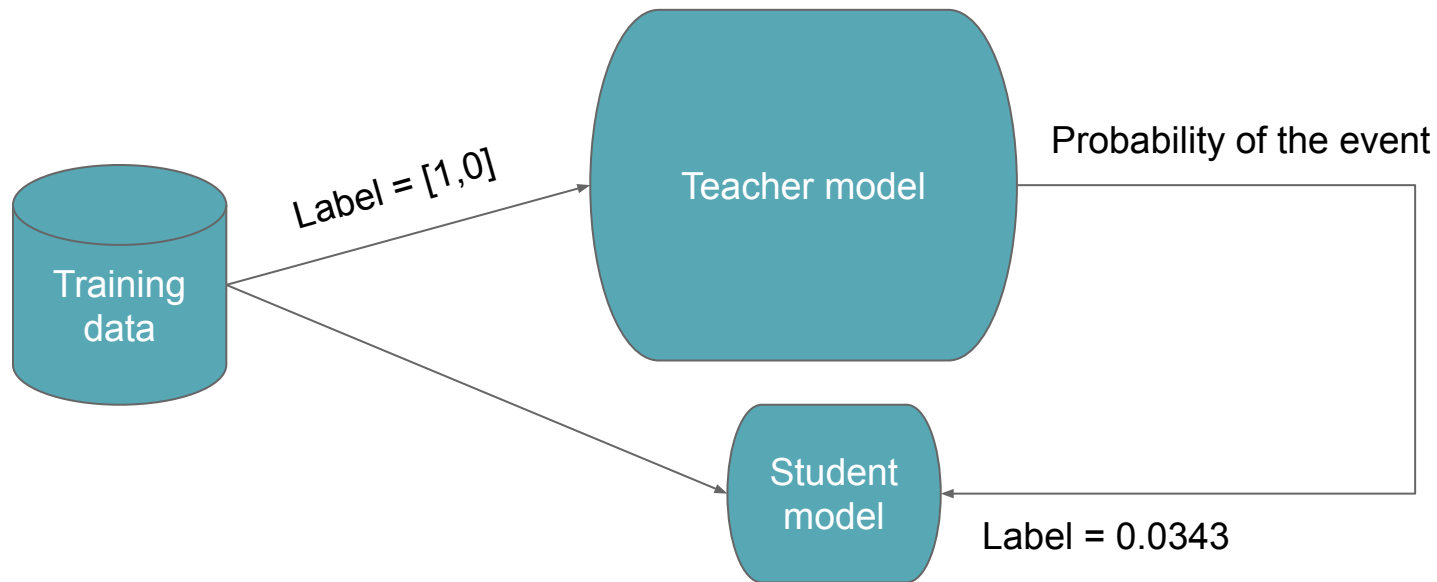 Training
data
Label = [1,0]
Teacher model
Probability of the event
Student
model
Label = 0.0343